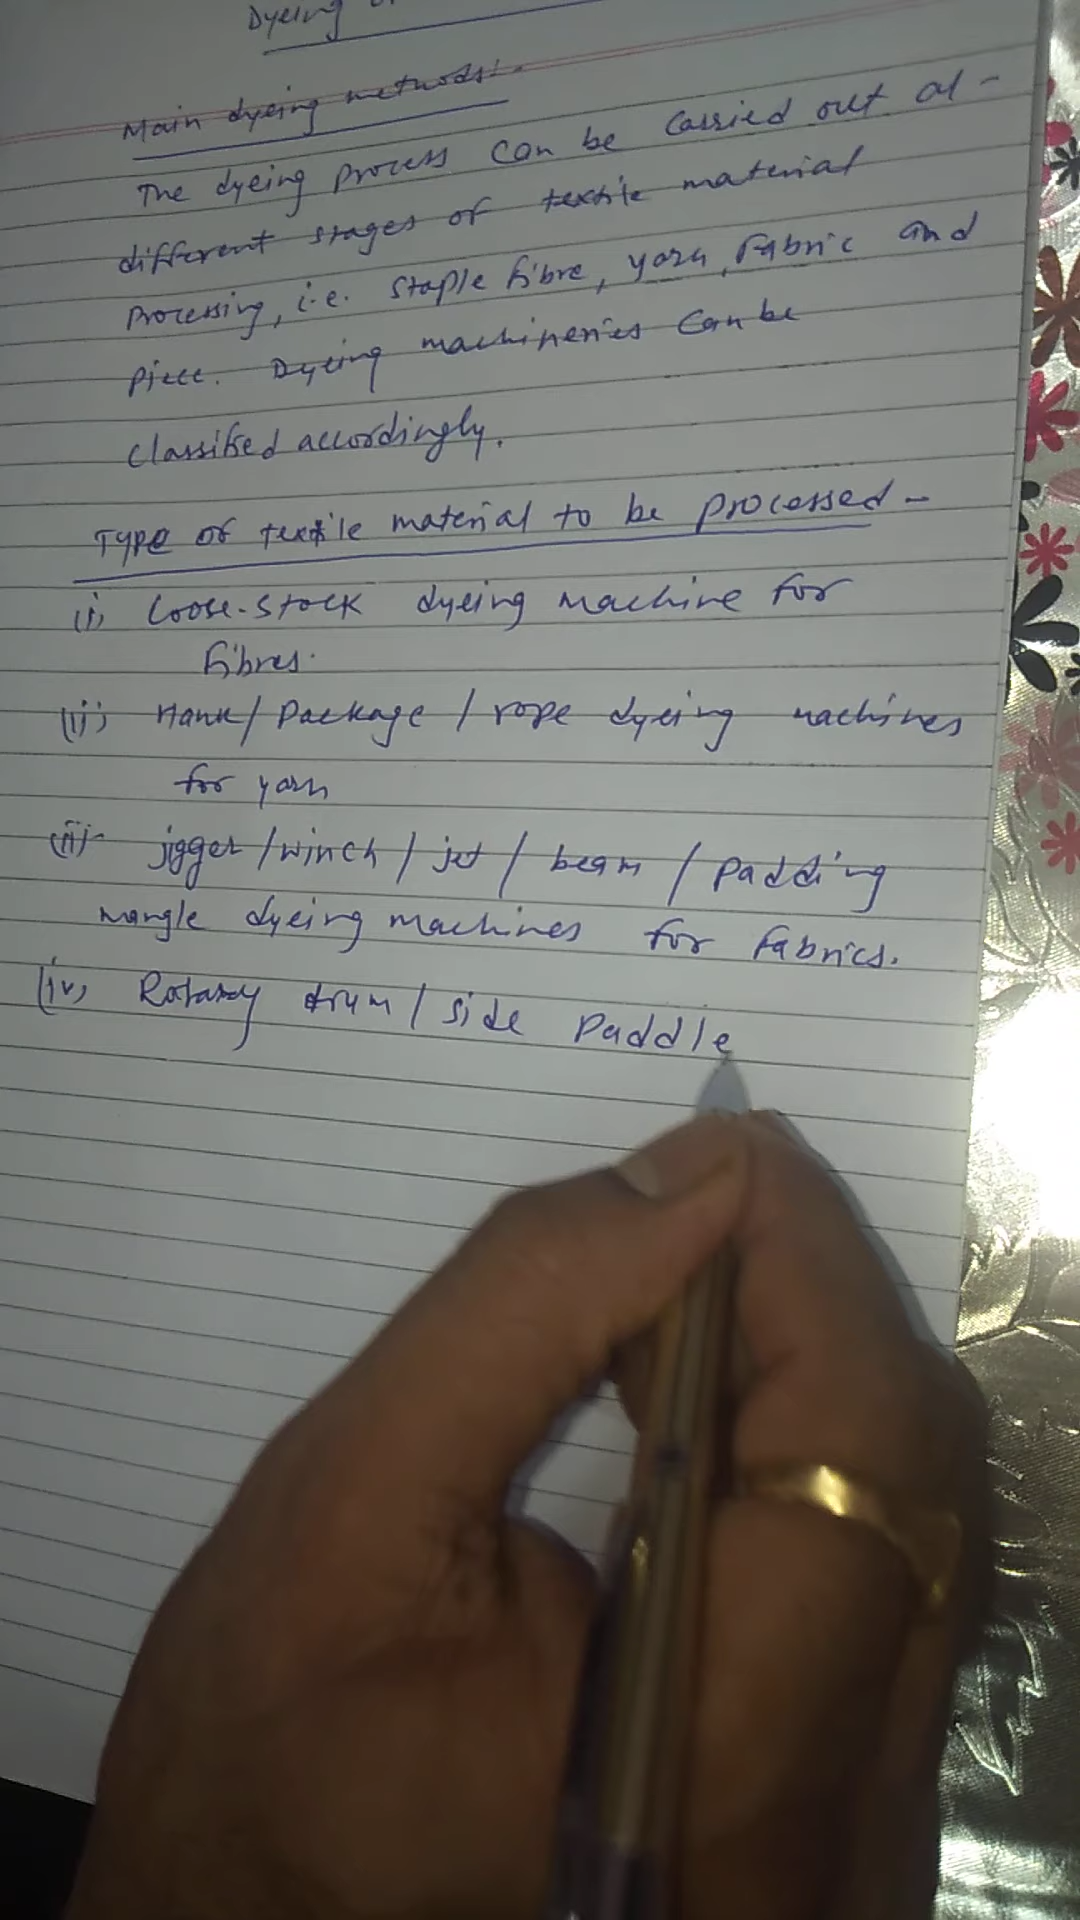 Dyeing
Main dyeing methods:-
The dyeing process can be carried out at -
different stages of textile material
processing, i.e. staple fibre, yarn, fabric and
piece. Dyeing machineries can be
classified accordingly.
Type of textile material to be processed -
(i) Loose-stock dyeing machine for
fibres.
(ii) Hank/ Package / rope dyeing machines
for yarn
(iii) jigger /winch / jet / beam / Padding
mangle dyeing machines for fabrics.
(iv) Rotary drum / side Paddle